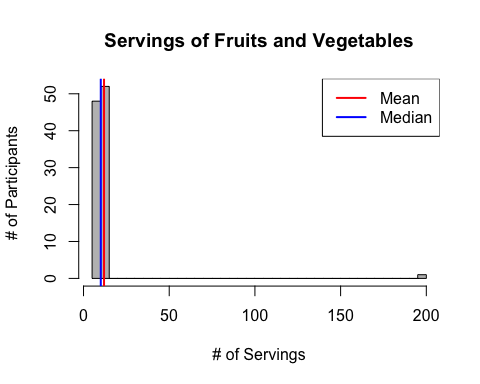 Servings of Fruits and Vegetables
Mean
Median
# of Participants
50
40
30
20
10
0
0 50 100 150 200
# of Servings